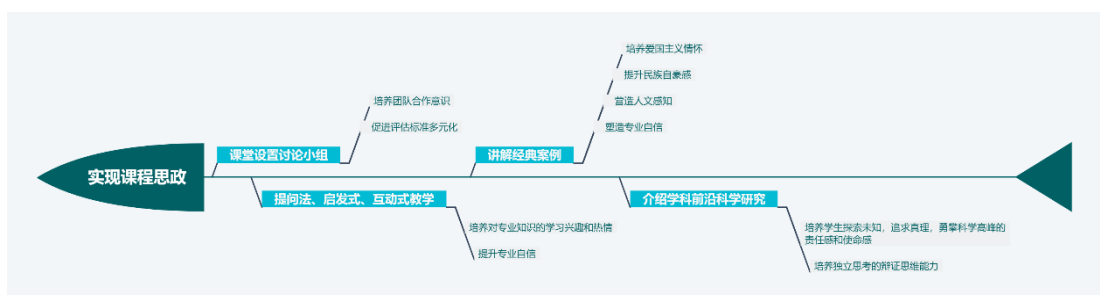 实现课程思政
课堂设置讨论小组
培养团队合作意识
促进评估标准多元化
提问法、启发式、互动式教学
培养对专业知识的学习兴趣和热情
提升专业自信
讲解经典案例
培养爱国主义情怀
提升民族自豪感
营造人文感知
塑造专业自信
介绍学科前沿科学研究
培养学生探索未知，追求真理，勇攀科学高峰的
责任感和使命感
培养独立思考的辩证思维能力